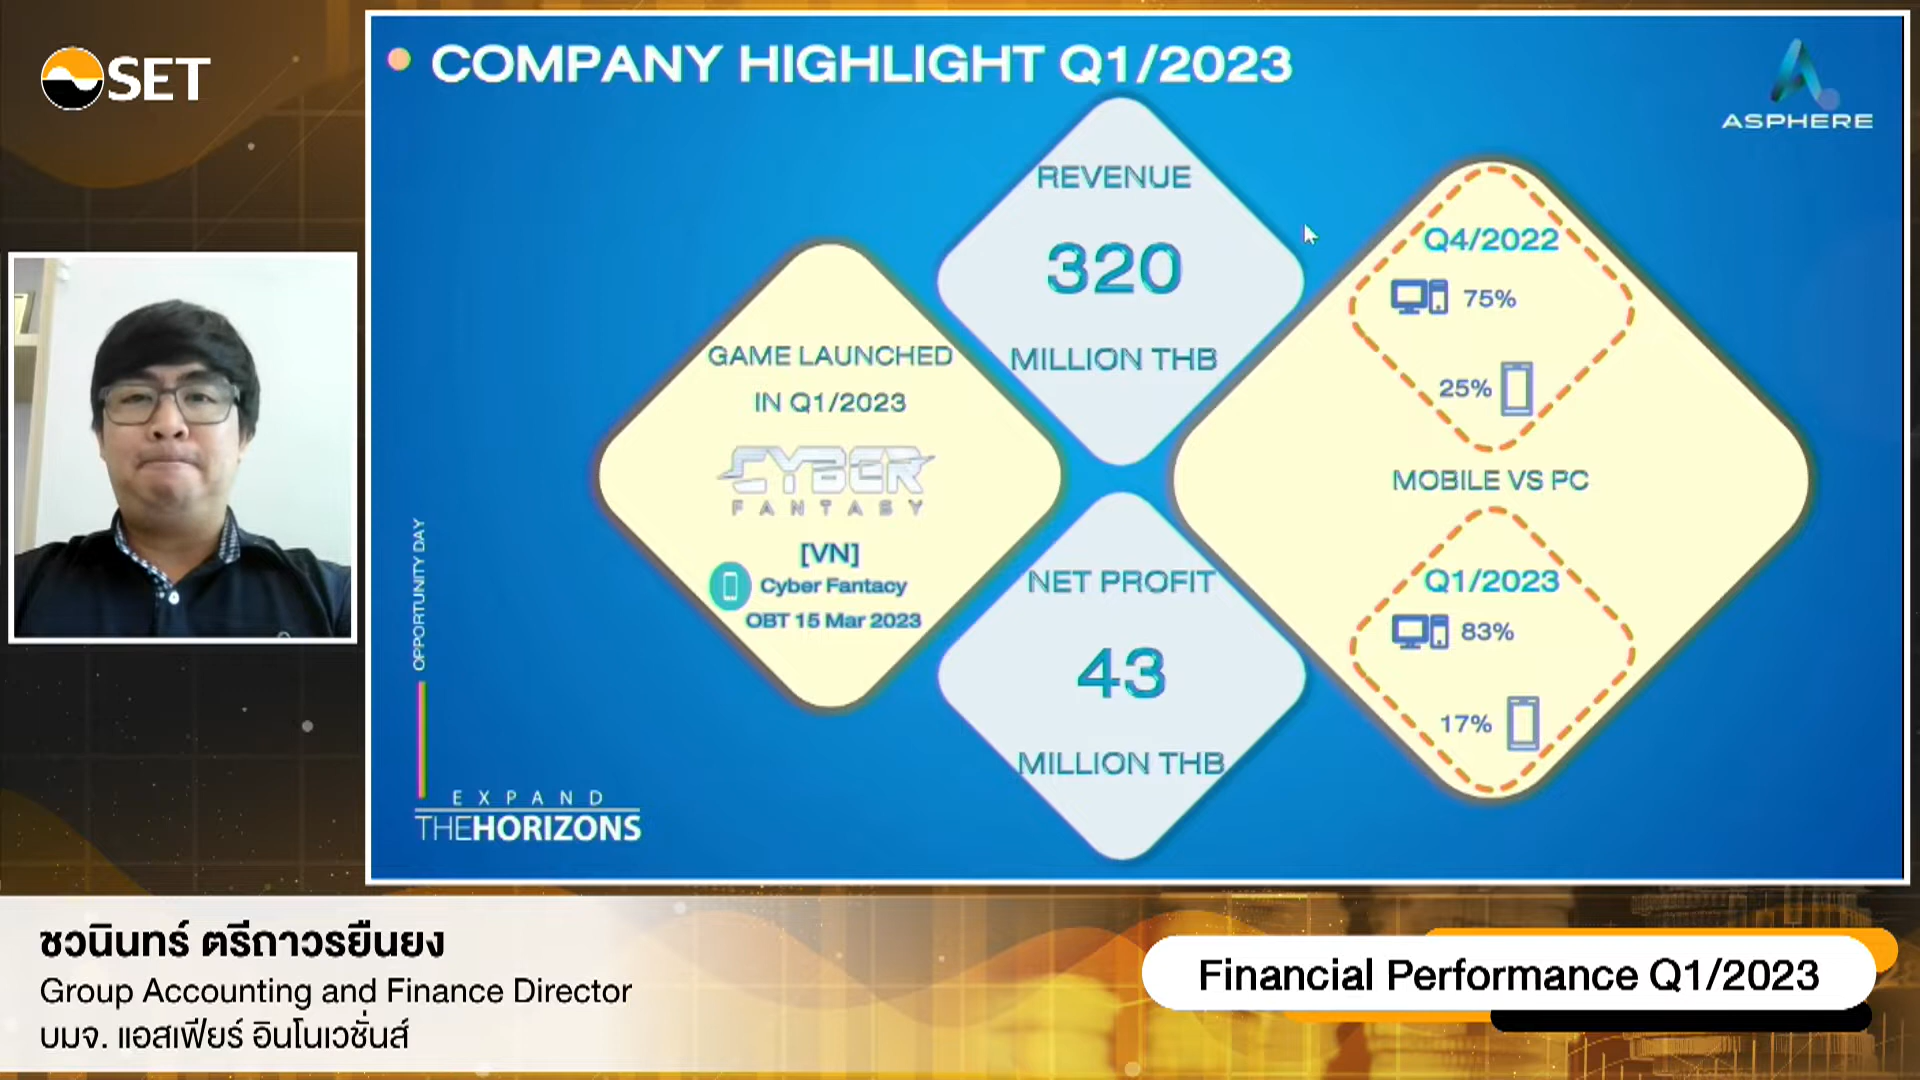 SET
COMPANY HIGHLIGHT Q1/2023
ASPHERE
REVENUE
320
MILLION THB
GAME LAUNCHED
IN Q1/2023
CYBER
FANTASY
[VN]
Cyber Fantacy
OBT 15 Mar 2023
NET PROFIT
43
MILLION THB
Q4/2022
75%
25%
MOBILE VS PC
Q1/2023
83%
17%
OPPORTUNITY DAY
EXPAND
THEHORIZONS
ชวนินทร์ ตรีถาวรยืนยง
Group Accounting and Finance Director
บมจ. แอสเฟียร์ อินโนเวชั่นส์
Financial Performance Q1/2023